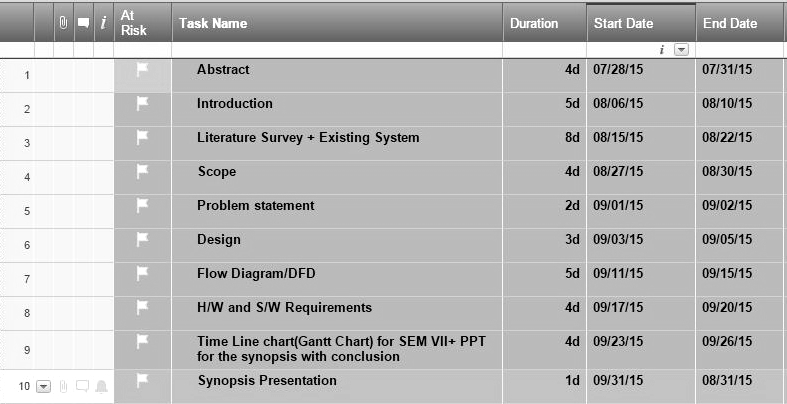 At Risk Task Name Duration Start Date End Date
i
1 Abstract 4d 07/28/15 07/31/15
2 Introduction 5d 08/06/15 08/10/15
3 Literature Survey + Existing System 8d 08/15/15 08/22/15
4 Scope 4d 08/27/15 08/30/15
5 Problem statement 2d 09/01/15 09/02/15
6 Design 3d 09/03/15 09/05/15
7 Flow Diagram/DFD 5d 09/11/15 09/15/15
8 H/W and S/W Requirements 4d 09/17/15 09/20/15
9 Time Line chart(Gantt Chart) for SEM VII+ PPT 4d 09/23/15 09/26/15
for the synopsis with conclusion
10 Synopsis Presentation 1d 09/31/15 08/31/15